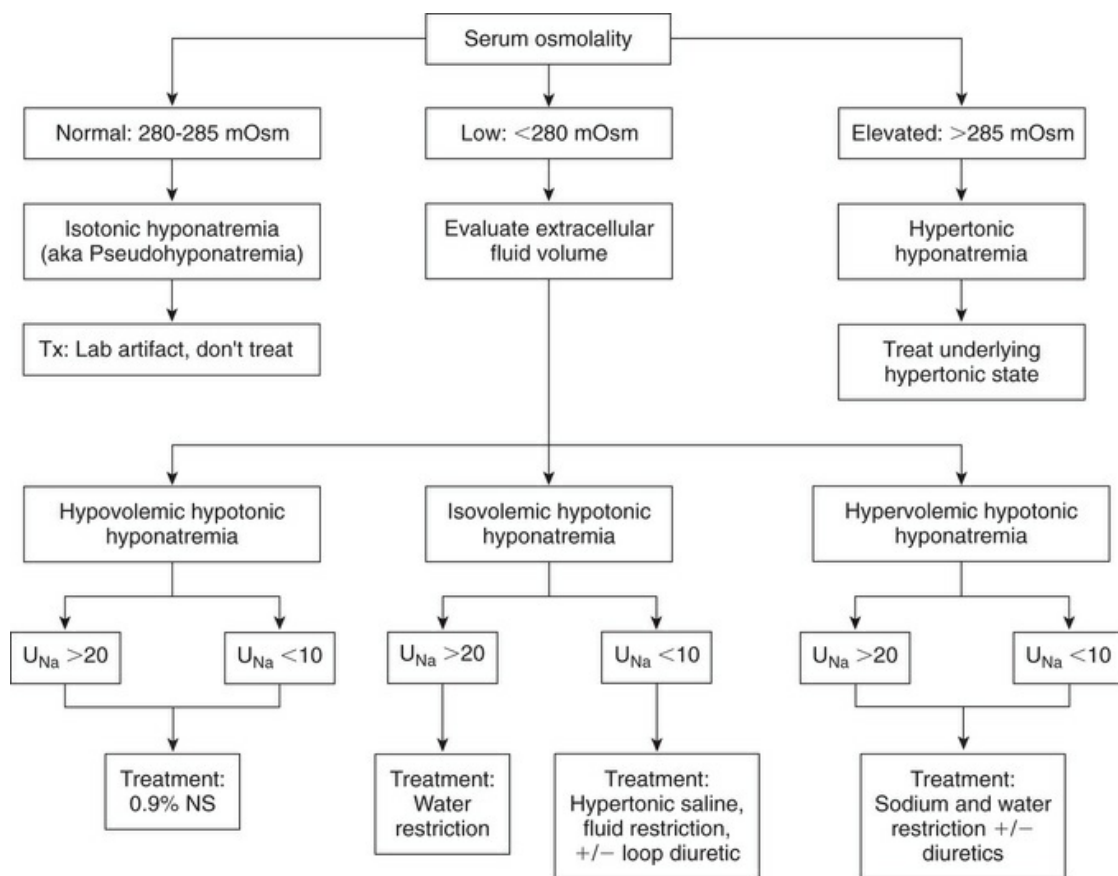 Serum osmolality
Normal: 280-285 mOsm
Low: <280 mOsm
Elevated: >285 mOsm
Isotonic hyponatremia
(aka Pseudohyponatremia)
Evaluate extracellular
fluid volume
Hypertonic
hyponatremia
Tx: Lab artifact, don't treat
Treat underlying
hypertonic state
Hypovolemic hypotonic
hyponatremia
Isovolemic hypotonic
hyponatremia
Hypervolemic hypotonic
hyponatremia
UNa >20
UNa <10
UNa >20
UNa <10
UNa >20
UNa <10
Treatment:
0.9% NS
Treatment:
Water
restriction
Treatment:
Hypertonic saline,
fluid restriction,
+/− loop diuretic
Treatment:
Sodium and water
restriction +/−
diuretics